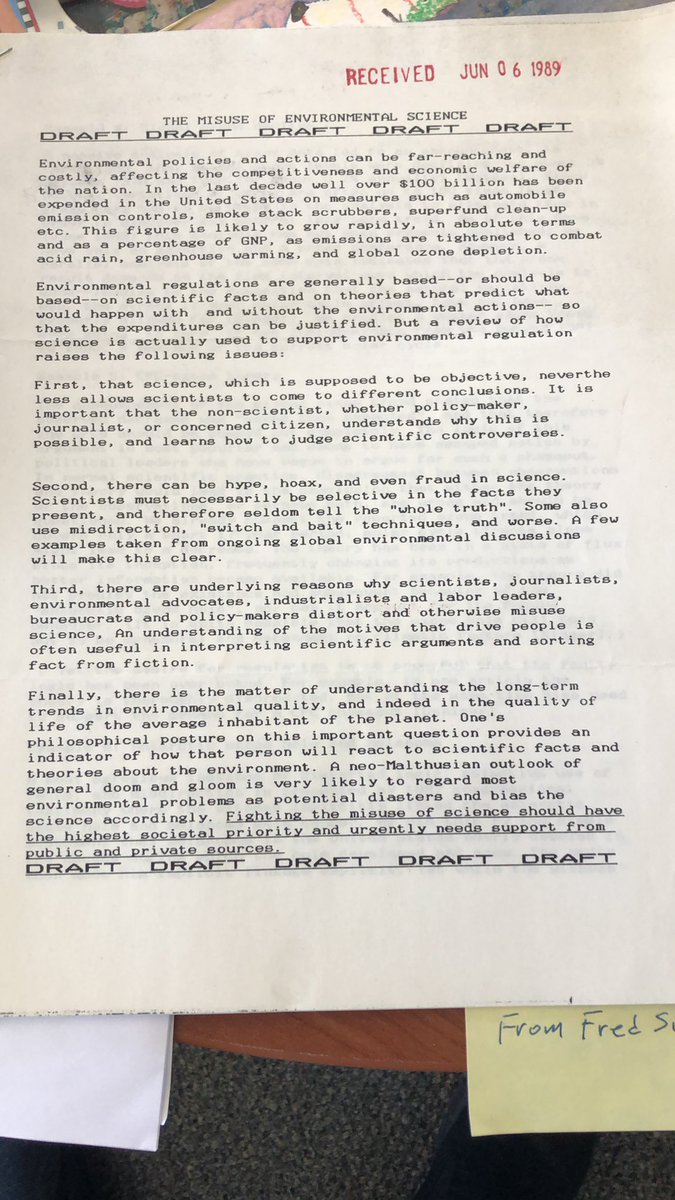 RECEIVED JUN 06 1989
THE MISUSE OF ENVIRONMENTAL SCIENCE
DRAFT DRAFT DRAFT DRAFT DRAFT
Environmental policies and actions can be far-reaching and
costly, affecting the competitiveness and economic welfare of
the nation. In the last decade well over $100 billion has been
expended in the United States on measures such as automobile
emission controls, smoke stack scrubbers, superfund clean-up
etc. This figure is likely to grow rapidly, in absolute terms
and as a percentage of GNP, as emissions are tightened to combat
acid rain, greenhouse warming, and global ozone depletion.
Environmental regulations are generally based--or should be
based--on scientific facts and on theories that predict what
would happen with and without the environmental actions-- so
that the expenditures can be justified. But a review of how
science is actually used to support environmental regulation
raises the following issues:
First, that science, which is supposed to be objective, neverthe
less allows scientists to come to different conclusions. It is
important that the non-scientist, whether policy-maker,
journalist, or concerned citizen, understands why this is
possible, and learns how to judge scientific controversies.
Second, there can be hype, hoax, and even fraud in science.
Scientists must necessarily be selective in the facts they
present, and therefore seldom tell the "whole truth". Some also
use misdirection, "switch and bait" techniques, and worse. A few
examples taken from ongoing global environmental discussions
will make this clear.
Third, there are underlying reasons why scientists, journalists,
environmental advocates, industrialists and labor leaders,
bureaucrats and policy-makers distort and otherwise misuse
science, An understanding of the motives that drive people is
often useful in interpreting scientific arguments and sorting
fact from fiction.
Finally, there is the matter of understanding the long-term
trends in environmental quality, and indeed in the quality of
life of the average inhabitant of the planet. One's
philosophical posture on this important question provides an
indicator of how that person will react to scientific facts and
theories about the environment. A neo-Malthusian outlook of
general doom and gloom is very likely to regard most
environmental problems as potential diasters and bias the
science accordingly. Fighting the misuse of science should have
the highest societal priority and urgently needs support from
public and private sources.
DRAFT DRAFT DRAFT DRAFT DRAFT
From Fred